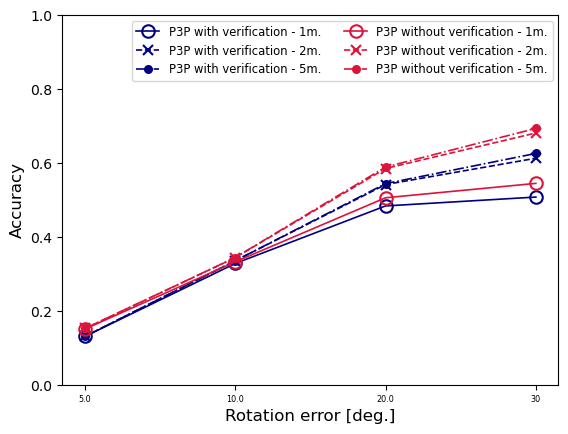 P3P with verification - 1m.
P3P with verification - 2m.
P3P with verification - 5m.
P3P without verification - 1m.
P3P without verification - 2m.
P3P without verification - 5m.
1.0
0.8
0.6
0.4
0.2
0.0
Accuracy
5.0 10.0 20.0 30
Rotation error [deg.]